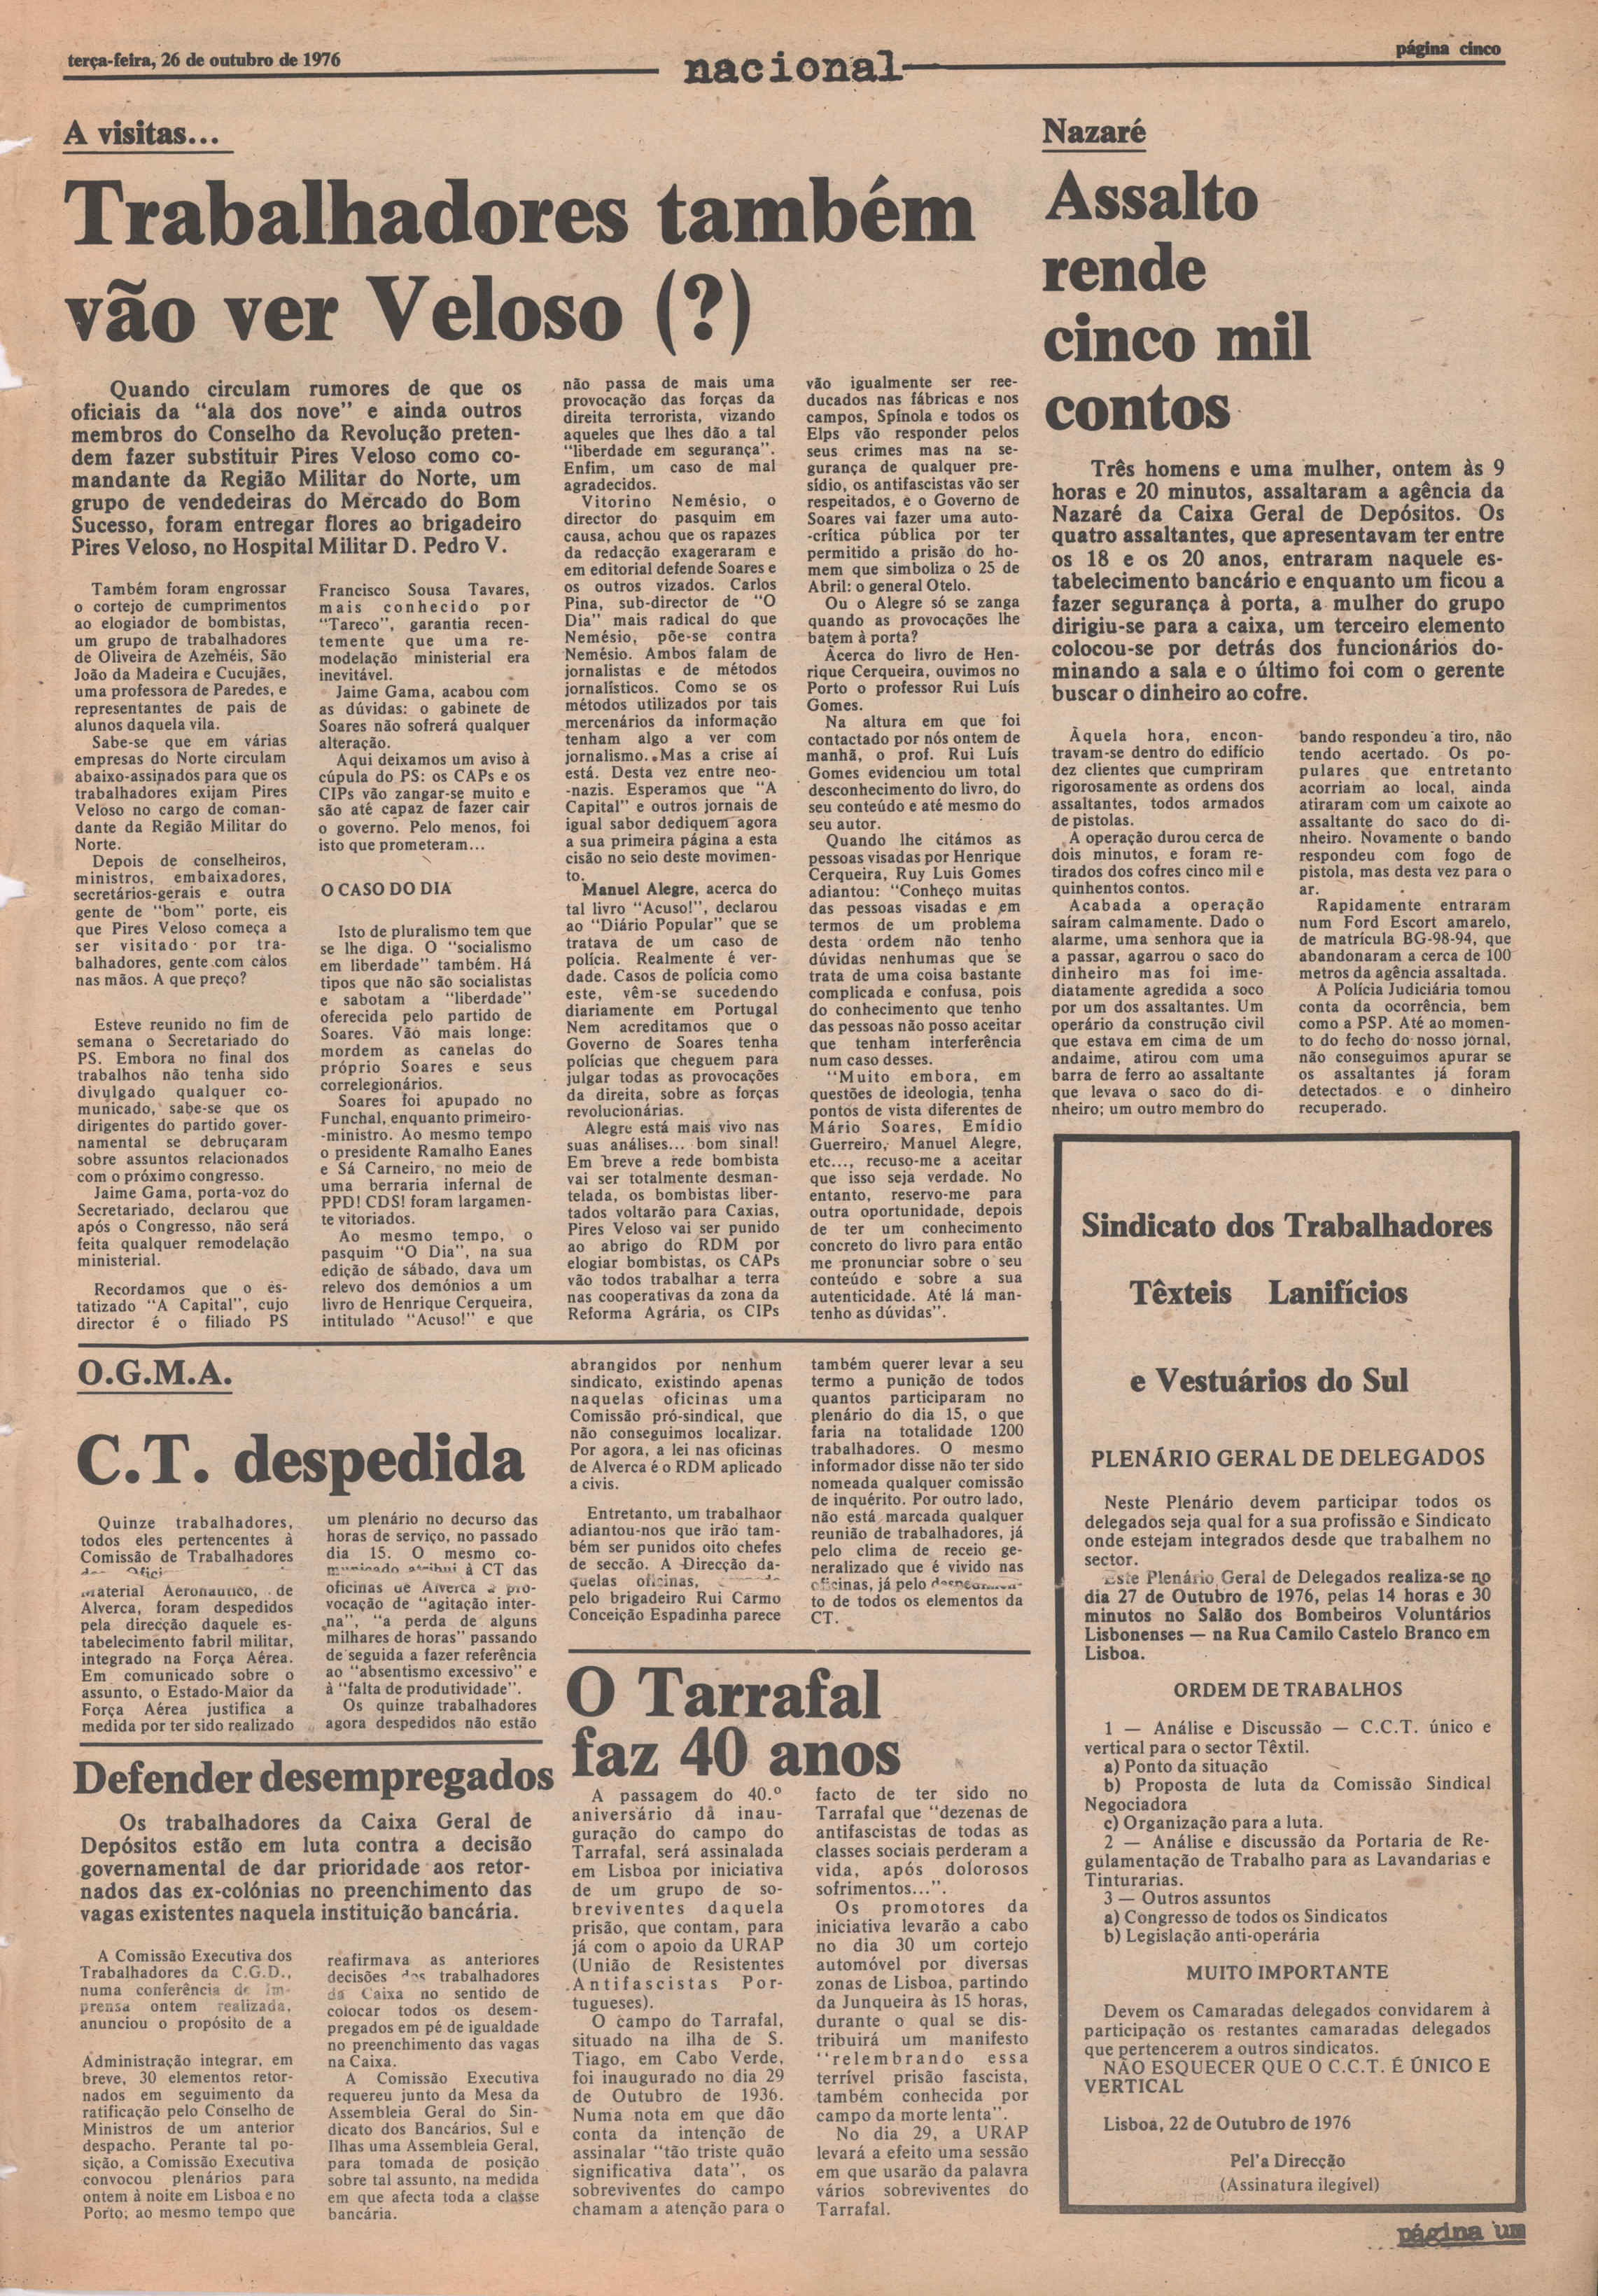 terça-feira, 26 de outubro de 1976
nacional
página cinco
A visitas...
Trabalhadores também
vão ver Veloso (?)
Quando circulam rumores de que os
oficiais da "ala dos nove" e ainda outros
membros do Conselho da Revolução preten-
dem fazer substituir Pires Veloso como co-
mandante da Região Militar do Norte, um
grupo de vendedeiras do Mercado do Bom
Sucesso, foram entregar flores ao brigadeiro
Pires Veloso, no Hospital Militar D. Pedro V.
Também foram engrossar
o cortejo de cumprimentos
ao elogiador de bombistas,
um grupo de trabalhadores
de Oliveira de Azeméis, São
João da Madeira e Cucujães,
uma professora de Paredes, e
representantes de pais de
alunos daquela vila.
Sabe-se que em várias
empresas do Norte circulam
abaixo-assinados para que os
trabalhadores exijam Pires
Veloso no cargo de coman-
dante da Região Militar do
Norte.
Depois de conselheiros,
ministros, embaixadores,
secretários-gerais e outra
gente de "bom" porte, eis
que Pires Veloso começa a
ser visitado por tra-
balhadores, gente com calos
nas mãos. A que preço?
Esteve reunido no fim de
semana o Secretariado do
PS. Embora no final dos
trabalhos não tenha sido
divulgado qualquer co-
municado, sabe-se que os
dirigentes do partido gover-
namental se debruçaram
sobre assuntos relacionados
com o próximo congresso.
Jaime Gama, porta-voz do
Secretariado, declarou que
após o Congresso, não será
feita qualquer remodelação
ministerial.
Recordamos que o es-
tatizado "A Capital", cujo
director é o filiado PS
Francisco Sousa Tavares,
mais conhecido por
"Tareco", garantia recen-
temente que uma re-
modelação ministerial era
inevitável.
Jaime Gama, acabou com
as dúvidas: o gabinete de
Soares não sofrerá qualquer
alteração.
Aqui deixamos um aviso à
cúpula do PS: os CAPs e os
CIPs vão zangar-se muito e
são até capaz de fazer cair
o governo. Pelo menos, foi
isto que prometeram...
O CASO DO DIA
Isto de pluralismo tem que
se lhe diga. O "socialismo
em liberdade" também. Há
tipos que não são socialistas
e sabotam a "liberdade"
oferecida pelo partido de
Soares. Vão mais longe:
mordem as canelas do
próprio Soares e seus
correlegionários.
Soares foi apupado no
Funchal, enquanto primeiro-
-ministro. Ao mesmo tempo
o presidente Ramalho Eanes
e Sá Carneiro, no meio de
uma berraria infernal de
PPD! CDS! foram largamen-
te vitoriados.
Ao mesmo tempo, o
pasquim "O Dia", na sua
edição de sábado, dava um
relevo dos demónios a um
livro de Henrique Cerqueira,
intitulado "Acuso!" e que
não passa de mais uma
provocação das forças da
direita terrorista, vizando
aqueles que lhes dão a tal
"liberdade em segurança".
Enfim, um caso de mal
agradecidos.
Vitorino Nemésio, o
director do pasquim em
causa, achou que os rapazes
da redacção exageraram e
em editorial defende Soares e
os outros vizados. Carlos
Pina, sub-director de "O
Dia" mais radical do que
Nemésio, põe-se contra
Nemésio. Ambos falam de
jornalistas e de métodos
jornalísticos. Como se os
métodos utilizados por tais
mercenários da informação
tenham algo a ver com
jornalismo. Mas a crise aí
está. Desta vez entre neo-
-nazis. Esperamos que "A
Capital" e outros jornais de
igual sabor dediquem agora
a sua primeira página a esta
cisão no seio deste movimen-
to.
Manuel Alegre, acerca do
tal livro "Acuso!", declarou
ao "Diário Popular" que se
tratava de um caso de
polícia. Realmente é ver-
dade. Casos de polícia como
este, vêm-se sucedendo
diariamente em Portugal
Nem acreditamos que o
Governo de Soares tenha
polícias que cheguem para
julgar todas as provocações
da direita, sobre as forças
revolucionárias.
Alegre está mais vivo nas
suas análises... bom sinal!
Em breve a rede bombista
vai ser totalmente desman-
telada, os bombistas liber-
tados voltarão para Caxias,
Pires Veloso vai ser punido
ao abrigo do RDM por
elogiar bombistas, os CAPs
vão todos trabalhar a terra
nas cooperativas da zona da
Reforma Agrária, os CIPs
vão igualmente ser ree-
ducados nas fábricas e nos
campos, Spínola e todos os
Elps vão responder pelos
seus crimes mas na se-
gurança de qualquer pre-
sídio, os antifascistas vão ser
respeitados, e o Governo de
Soares vai fazer uma auto-
-crítica pública por ter
permitido a prisão do ho-
mem que simboliza o 25 de
Abril: o general Otelo.
Ou o Alegre só se zanga
quando as provocações lhe
batem à porta?
Acerca do livro de Hen-
rique Cerqueira, ouvimos no
Porto o professor Rui Luís
Gomes.
Na altura em que foi
contactado por nós ontem de
manhã, o prof. Rui Luís
Gomes evidenciou um total
desconhecimento do livro, do
seu conteúdo e até mesmo do
seu autor.
Quando lhe citámos as
pessoas visadas por Henrique
Cerqueira, Ruy Luis Gomes
adiantou: "Conheço muitas
das pessoas visadas e em
termos de um problema
desta ordem não tenho
dúvidas nenhumas que se
trata de uma coisa bastante
complicada e confusa, pois
do conhecimento que tenho
das pessoas não posso aceitar
que tenham interferência
num caso desses.
"Muito embora, em
questões de ideologia, tenha
pontos de vista diferentes de
Mário Soares, Emídio
Guerreiro, Manuel Alegre,
etc..., recuso-me a aceitar
que isso seja verdade. No
entanto, reservo-me para
outra oportunidade, depois
de ter um conhecimento
concreto do livro para então
me pronunciar sobre o seu
conteúdo e sobre a sua
autenticidade. Até lá man-
tenho as dúvidas".
Nazaré
Assalto
rende
cinco mil
contos
Três homens e uma mulher, ontem às 9
horas e 20 minutos, assaltaram a agência da
Nazaré da Caixa Geral de Depósitos. Os
quatro assaltantes, que apresentavam ter entre
os 18 e os 20 anos, entraram naquele es-
tabelecimento bancário e enquanto um ficou a
fazer segurança à porta, a mulher do grupo
dirigiu-se para a caixa, um terceiro elemento
colocou-se por detrás dos funcionários do-
minando a sala e o último foi com o gerente
buscar o dinheiro ao cofre.
Àquela hora, encon-
travam-se dentro do edifício
dez clientes que cumpriram
rigorosamente as ordens dos
assaltantes, todos armados
de pistolas.
A operação durou cerca de
dois minutos, e foram re-
tirados dos cofres cinco mil e
quinhentos contos.
Acabada a operação
saíram calmamente. Dado o
alarme, uma senhora que ia
a passar, agarrou o saco do
dinheiro mas foi ime-
diatamente agredida a soco
por um dos assaltantes. Um
operário da construção civil
que estava em cima de um
andaime, atirou com uma
barra de ferro ao assaltante
que levava o saco do di-
nheiro; um outro membro do
bando respondeu a tiro, não
tendo acertado. Os po-
pulares que entretanto
acorriam ao local, ainda
atiraram com um caixote ao
assaltante do saco do di-
nheiro. Novamente o bando
respondeu com fogo de
pistola, mas desta vez para o
ar.
Rapidamente entraram
num Ford Escort amarelo,
de matrícula BG-98-94, que
abandonaram a cerca de 100
metros da agência assaltada.
A Polícia Judiciária tomou
conta da ocorrência, bem
como a PSP. Até ao momen-
to do fecho do nosso jornal,
não conseguimos apurar se
os assaltantes já foram
detectados e o dinheiro
recuperado.
O.G.M.A.
C.T. despedida
Quinze trabalhadores,
todos eles pertencentes à
Comissão de Trabalhadores
Ofici
Material Aeronautico, de
Alverca, foram despedidos
pela direcção daquele es-
tabelecimento fabril militar,
integrado na Força Aérea.
Em comunicado sobre o
assunto, o Estado-Maior da
Força Aérea justifica a
medida por ter sido realizado
um plenário no decurso das
horas de serviço, no passado
dia 15. O mesmo co-
municado atribui à CT das
oficinas de Alverca a pro-
vocação de "agitação inter-
na", "a perda de alguns
milhares de horas" passando
de seguida a fazer referência
ao "absentismo excessivo" e
à "falta de produtividade".
Os quinze trabalhadores
agora despedidos não estão
abrangidos por nenhum
sindicato, existindo apenas
naquelas oficinas uma
Comissão pró-sindical, que
não conseguimos localizar.
Por agora, a lei nas oficinas
de Alverca é o RDM aplicado
a civis.
Entretanto, um trabalhaor
adiantou-nos que irão tam-
bém ser punidos oito chefes
de secção. A Direcção da-
quelas oficinas,
pelo brigadeiro Rui Carmo
Conceição Espadinha parece
também querer levar a seu
termo a punição de todos
quantos participaram no
plenário do dia 15, o que
faria na totalidade 1200
trabalhadores. O mesmo
informador disse não ter sido
nomeada qualquer comissão
de inquérito. Por outro lado,
não está marcada qualquer
reunião de trabalhadores, já
pelo clima de receio ge-
neralizado que é vivido nas
oficinas, já pelo despedimen-
to de todos os elementos da
CT.
Defender desempregados
Os trabalhadores da Caixa Geral de
Depósitos estão em luta contra a decisão
governamental de dar prioridade aos retor-
nados das ex-colónias no preenchimento das
vagas existentes naquela instituição bancária.
A Comissão Executiva dos
Trabalhadores da C.G.D.,
numa conferência de im-
prensa ontem realizada,
anunciou o propósito de a
Administração integrar, em
breve, 30 elementos retor-
nados em seguimento da
ratificação pelo Conselho de
Ministros de um anterior
despacho. Perante tal po-
sição, a Comissão Executiva
convocou plenários para
ontem à noite em Lisboa e no
Porto; ao mesmo tempo que
reafirmava as anteriores
decisões dos trabalhadores
da Caixa no sentido de
colocar todos os desem-
pregados em pé de igualdade
no preenchimento das vagas
na Caixa.
A Comissão Executiva
requereu junto da Mesa da
Assembleia Geral do Sin-
dicato dos Bancários, Sul e
Ilhas uma Assembleia Geral,
para tomada de posição
sobre tal assunto, na medida
em que afecta toda a classe
bancária.
O Tarrafal
faz 40 anos
A passagem do 40.º
aniversário da inau-
guração do campo do
Tarrafal, será assinalada
em Lisboa por iniciativa
de um grupo de so-
breviventes daquela
prisão, que contam, para
já com o apoio da URAP
(União de Resistentes
Antifascistas Por-
tugueses).
O campo do Tarrafal,
situado na ilha de S.
Tiago, em Cabo Verde,
foi inaugurado no dia 29
de Outubro de 1936.
Numa nota em que dão
conta da intenção de
assinalar "tão triste quão
significativa data", os
sobreviventes do campo
chamam a atenção para o
facto de ter sido no
Tarrafal que "dezenas de
antifascistas de todas as
classes sociais perderam a
vida, após dolorosos
sofrimentos...".
Os promotores da
iniciativa levarão a cabo
no dia 30 um cortejo
automóvel por diversas
zonas de Lisboa, partindo
da Junqueira às 15 horas,
durante o qual se dis-
tribuirá um manifesto
"relembrando essa
terrível prisão fascista,
também conhecida por
campo da morte lenta".
No dia 29, a URAP
levará a efeito uma sessão
em que usarão da palavra
vários sobreviventes do
Tarrafal.
Sindicato dos Trabalhadores
Têxteis Lanifícios
e Vestuários do Sul
PLENÁRIO GERAL DE DELEGADOS
Neste Plenário devem participar todos os
delegados seja qual for a sua profissão e Sindicato
onde estejam integrados desde que trabalhem no
sector.
Este Plenário Geral de Delegados realiza-se no
dia 27 de Outubro de 1976, pelas 14 horas e 30
minutos no Salão dos Bombeiros Voluntários
Lisbonenses — na Rua Camilo Castelo Branco em
Lisboa.
ORDEM DE TRABALHOS
1 — Análise e Discussão — C.C.T. único e
vertical para o sector Têxtil.
a) Ponto da situação
b) Proposta de luta da Comissão Sindical
Negociadora
c) Organização para a luta.
2 — Análise e discussão da Portaria de Re-
gulamentação de Trabalho para as Lavandarias e
Tinturarias.
3 — Outros assuntos
a) Congresso de todos os Sindicatos
b) Legislação anti-operária
MUITO IMPORTANTE
Devem os Camaradas delegados convidarem à
participação os restantes camaradas delegados
que pertencerem a outros sindicatos.
NÃO ESQUECER QUE O C.C.T. É ÚNICO E
VERTICAL
Lisboa, 22 de Outubro de 1976
Pel'a Direcção
(Assinatura ilegível)
página um